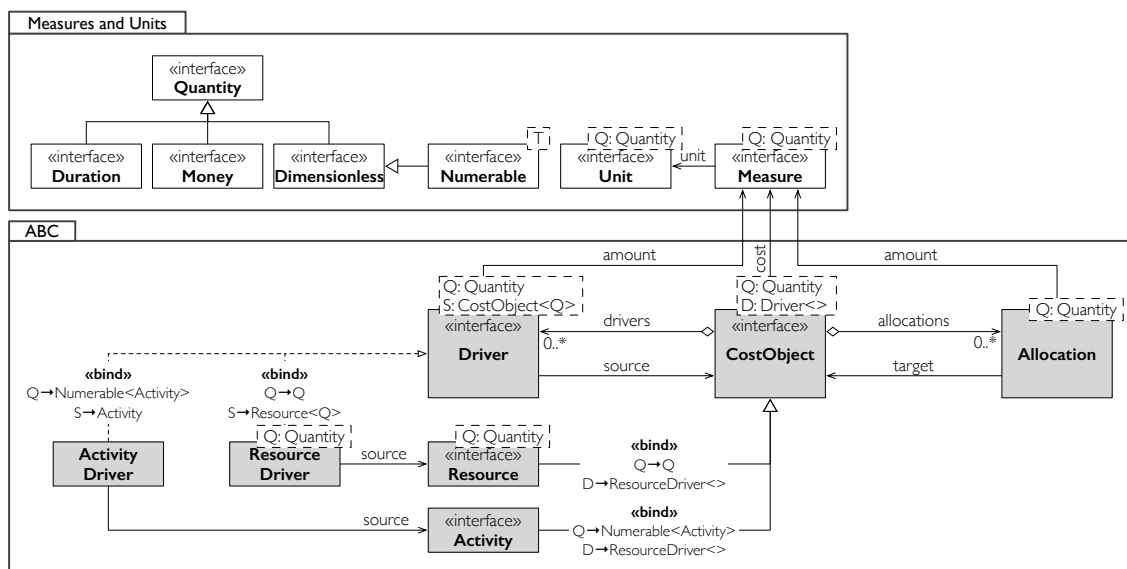 Measures and Units
«interface»
Quantity
«interface»
Duration
«interface»
Money
«interface»
Dimensionless
T
«interface»
Numerable
Q: Quantity
«interface»
Unit
unit
Q: Quantity
«interface»
Measure
ABC
amount
cost
amount
Q: Quantity
S: CostObject<Q>
«interface»
Driver
drivers
0..*
source
Q: Quantity
D: Driver<>
«interface»
CostObject
allocations
0..*
target
Q: Quantity
Allocation
«bind»
Q→Numerable<Activity>
S→Activity
«bind»
Q→Q
S→Resource<Q>
Activity
Driver
Q: Quantity
Resource
Driver
source
Q: Quantity
«interface»
Resource
«bind»
Q→Q
D→ResourceDriver<>
source
«interface»
Activity
«bind»
Q→Numerable<Activity>
D→ResourceDriver<>